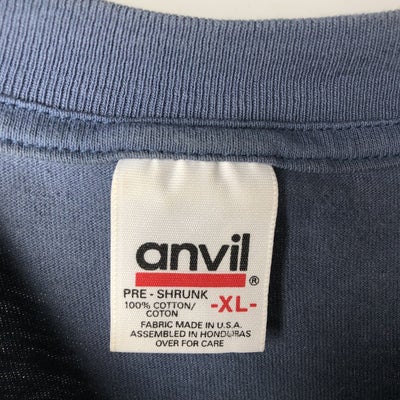 anvil®
PRE - SHRUNK
100% COTTON/
COTON
-XL-
FABRIC MADE IN U.S.A.
ASSEMBLED IN HONDURAS
OVER FOR CARE